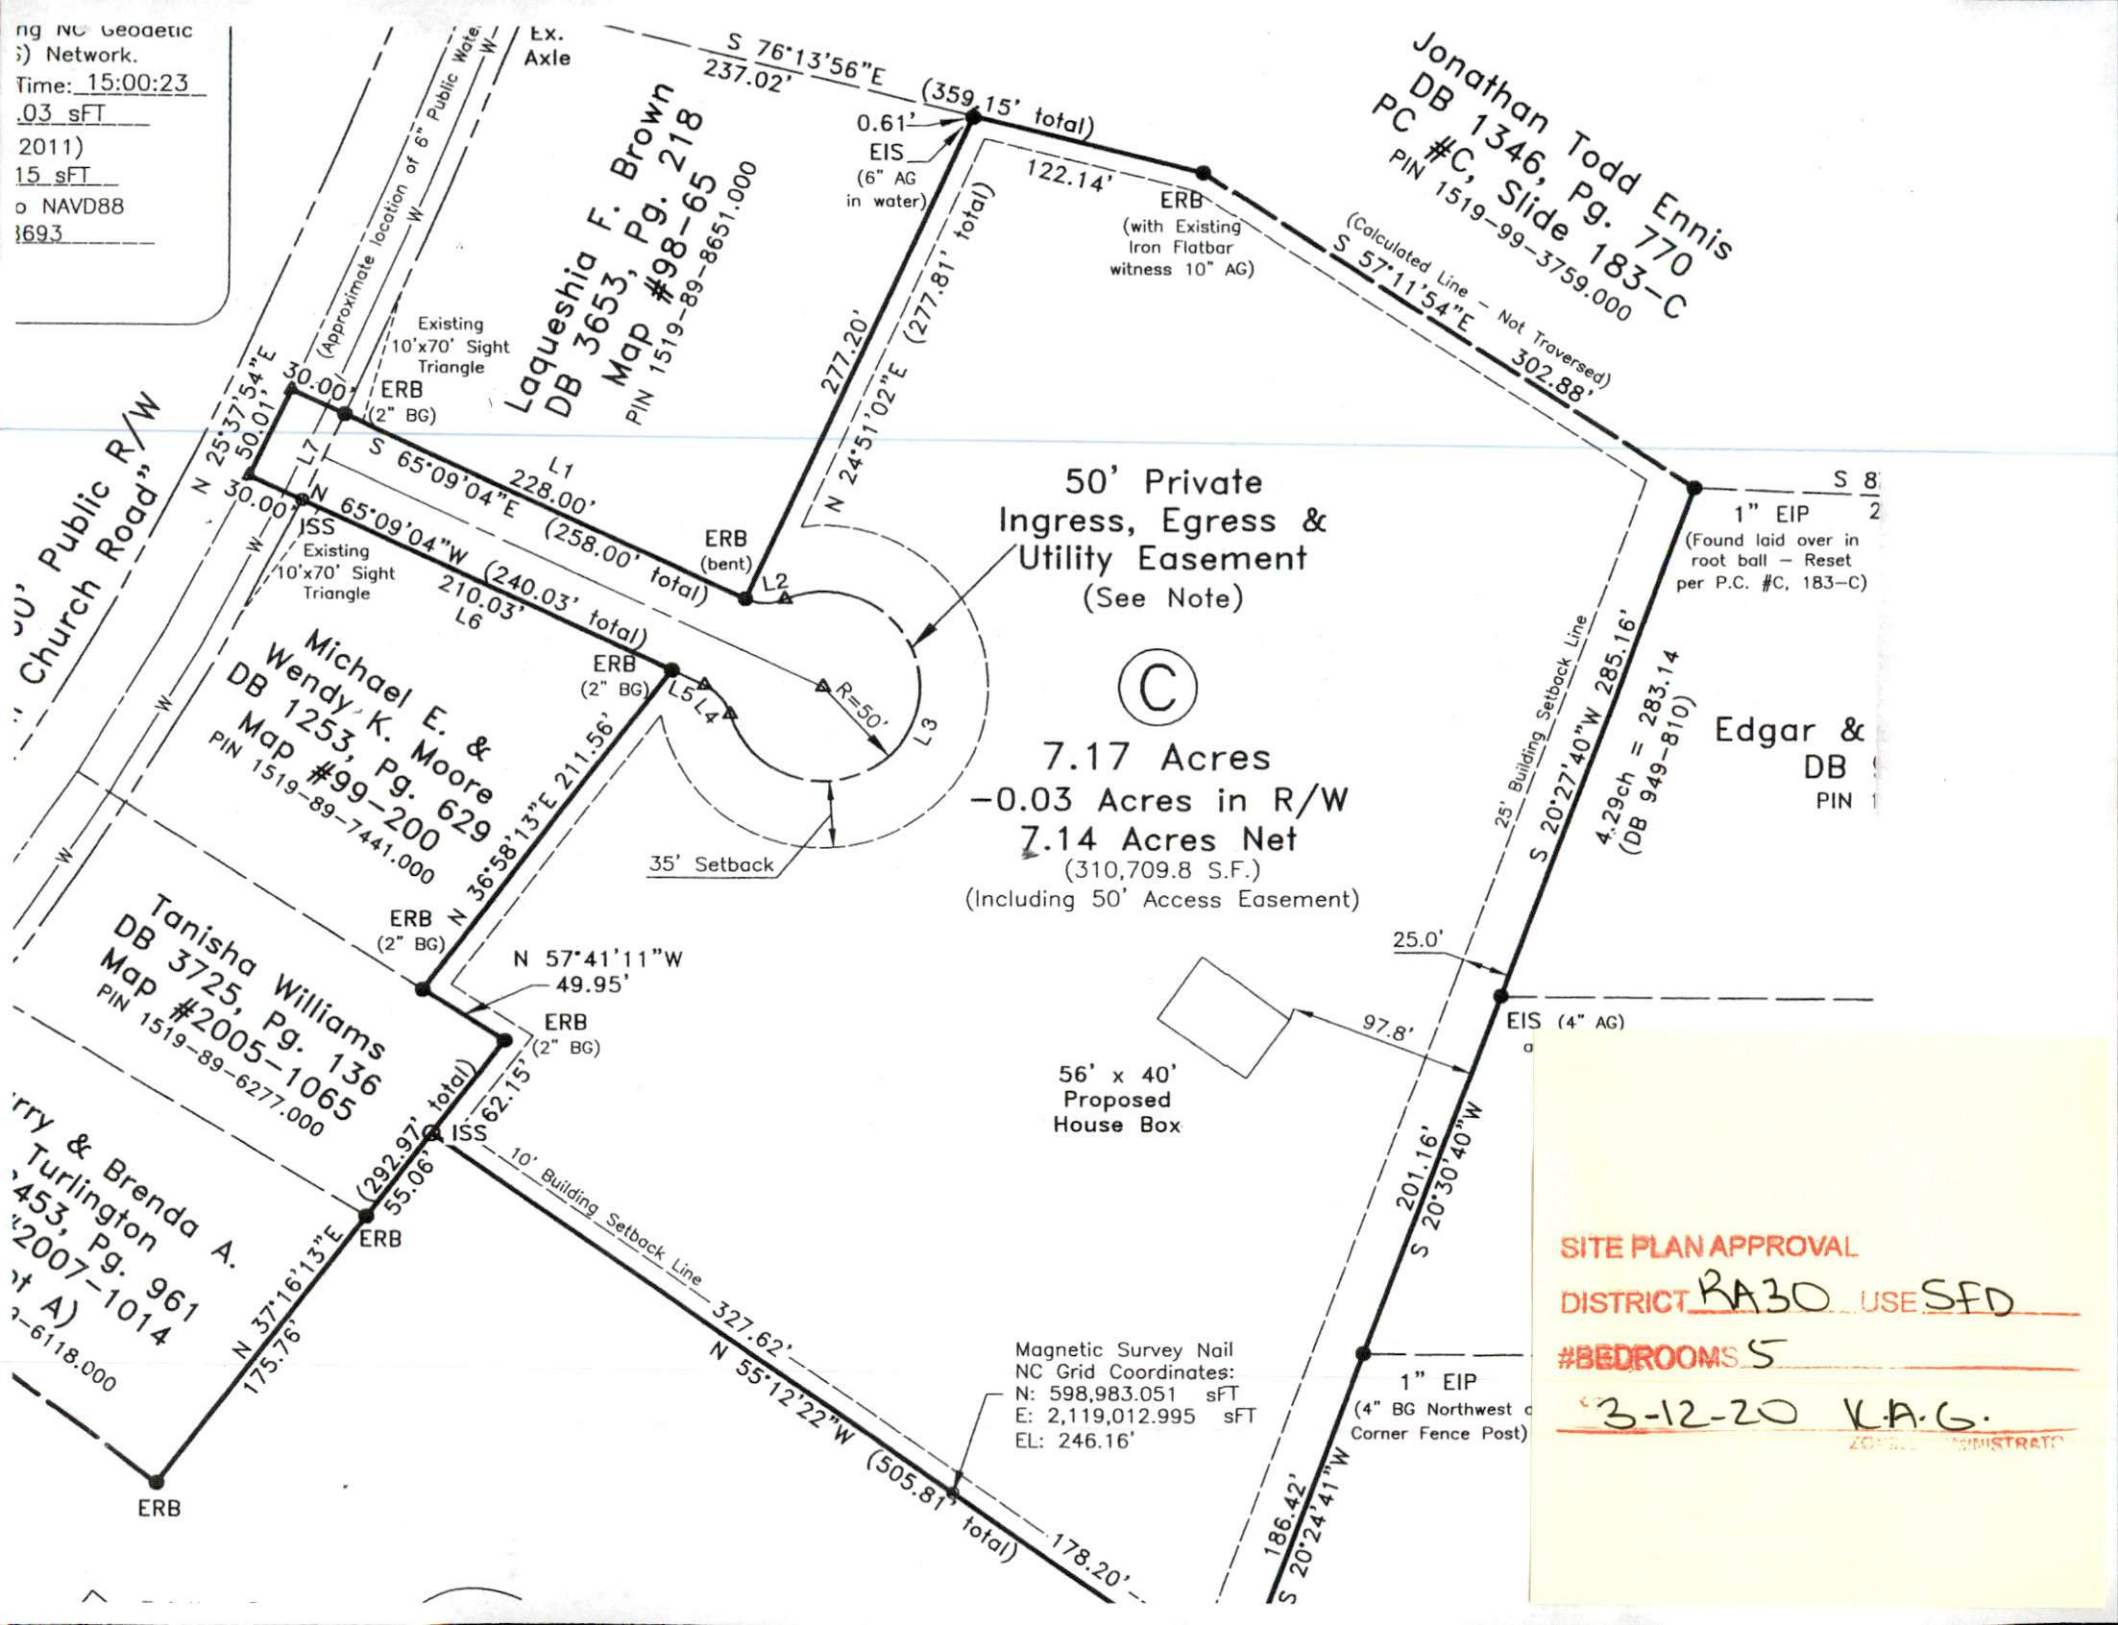 ng NC Geodetic
) Network.
Time: 15:00:23
.03 sFT
2011)
15 sFT
o NAVD88
693
Ex.
Axle
(Approximate location of 6" Public Water
W
W
S 76°13'56"E
237.02'
(359.15' total)
0.61'
EIS
(6" AG
in water)
122.14'
ERB
(with Existing
Iron Flatbar
witness 10" AG)
Jonathan Todd Ennis
DB 1346, Pg. 770
PC #C, Slide 183-C
PIN 1519-99-3759.000
(Calculated Line - Not Traversed)
S 57°11'54"E
302.88'
Laqueshia F. Brown
DB 3653, Pg. 218
Map #98-65
PIN 1519-89-8651.000
277.20'
N 24°51'02"E (277.81' total)
Existing
10'x70' Sight
Triangle
N 25°37'54"E
50.01'
30.00'
ERB
(2" BG)
L7
30.00'
ISS
L1
228.00'
S 65°09'04"E (258.00' total)
N 65°09'04"W (240.03' total)
210.03'
L6
Existing
10'x70' Sight
Triangle
0' Public R/W
Church Road"
W
W
W
ERB
(bent)
L2
50' Private
Ingress, Egress &
Utility Easement
(See Note)
S 8
2
1" EIP
(Found laid over in
root ball - Reset
per P.C. #C, 183-C)
ERB
(2" BG)
L5
L4
R=50'
L3
C
7.17 Acres
-0.03 Acres in R/W
7.14 Acres Net
(310,709.8 S.F.)
(Including 50' Access Easement)
35' Setback
25' Building Setback Line
S 20°27'40"W 285.16'
4.29ch = 283.14
(DB 949-810)
Edgar &
DB
PIN 1
Michael E. &
Wendy K. Moore
DB 1253, Pg. 629
Map #99-200
PIN 1519-89-7441.000
N 36°58'13"E 211.56'
ERB
(2" BG)
N 57°41'11"W
49.95'
ERB
(2" BG)
Tanisha Williams
DB 3725, Pg. 136
Map #2005-1065
PIN 1519-89-6277.000
25.0'
97.8'
EIS (4" AG)
56' x 40'
Proposed
House Box
(292.97' total)
62.15'
ISS
55.06'
ERB
rry & Brenda A.
Turlington
453, Pg. 961
2007-1014
t A)
-6118.000
N 37°16'13"E
175.76'
ERB
10' Building Setback Line
327.62'
N 55°12'22"W (505.81' total)
178.20'
Magnetic Survey Nail
NC Grid Coordinates:
N: 598,983.051 sFT
E: 2,119,012.995 sFT
EL: 246.16'
201.16'
S 20°30'40"W
1" EIP
(4" BG Northwest
Corner Fence Post)
186.42'
S 20°24'41"W
SITE PLAN APPROVAL
DISTRICT RA30 USE SFD
#BEDROOMS 5
3-12-20 K.A.G.